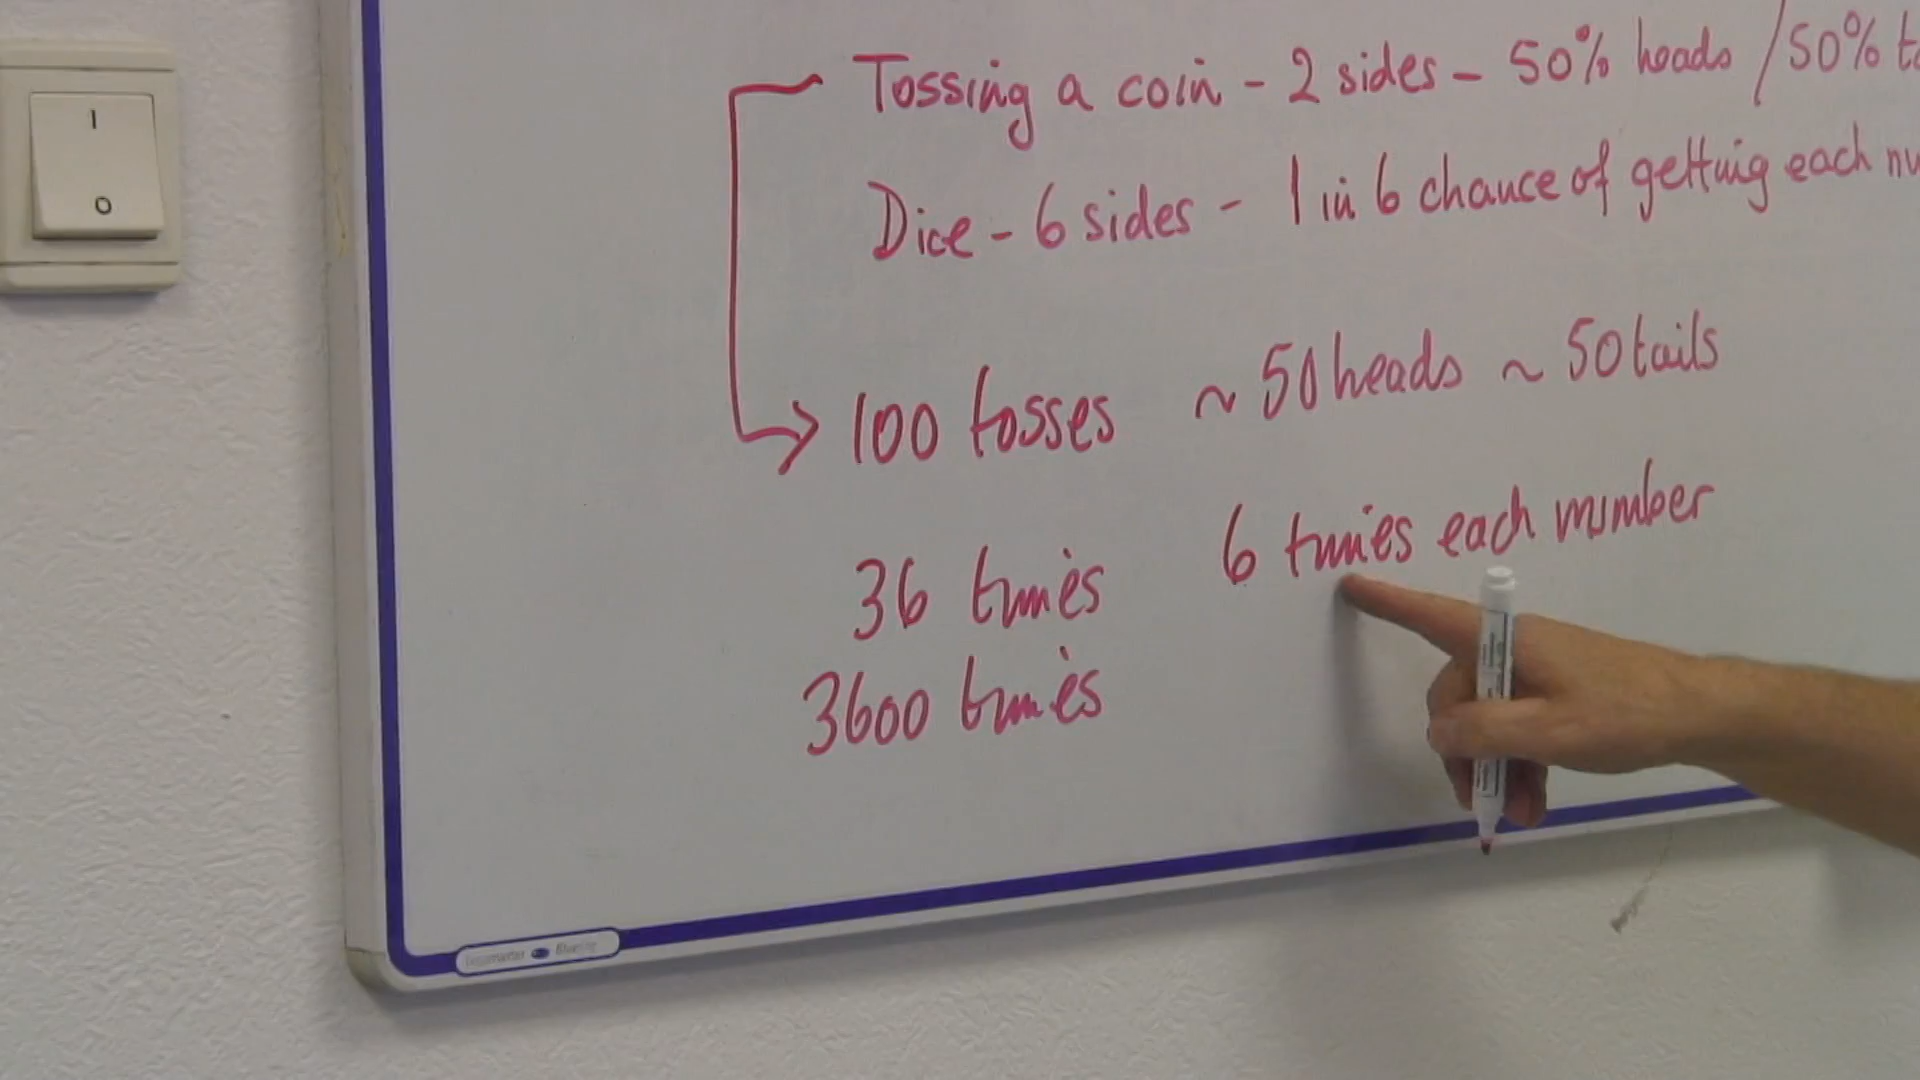 I
O
Tossing a coin - 2 sides - 50% heads / 50% t
Dice - 6 sides - 1 in 6 chance of getting each nu
100 tosses ~ 50 heads ~ 50 tails
36 times 6 times each number
3600 times